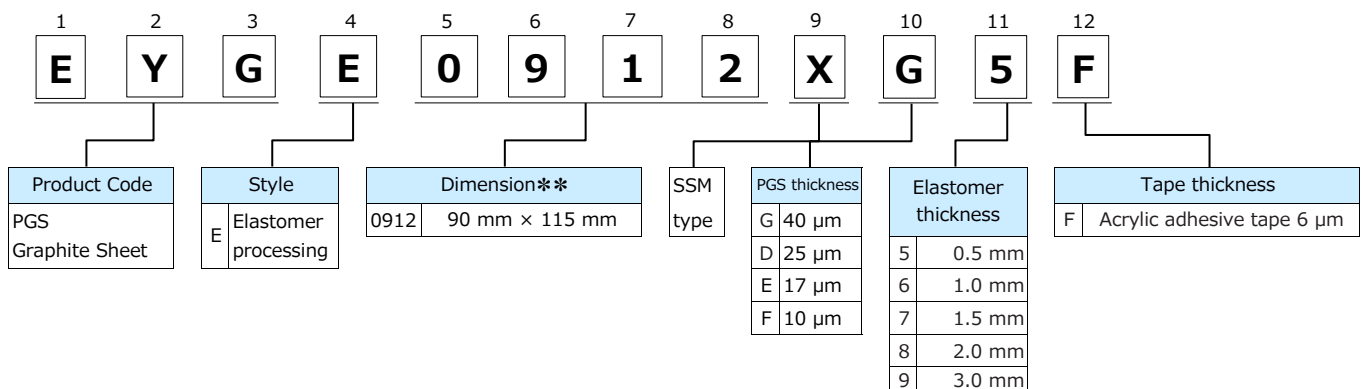 1 2 3 4 5 6 7 8 9 10 11 12
E Y G E 0 9 1 2 X G 5 F
Product Code
PGS
Graphite Sheet
Style
E Elastomer
processing
Dimension✻✻
0912 90 mm × 115 mm
SSM
type
PGS thickness
G 40 μm
D 25 μm
E 17 μm
F 10 μm
Elastomer
thickness
5 0.5 mm
6 1.0 mm
7 1.5 mm
8 2.0 mm
9 3.0 mm
Tape thickness
F Acrylic adhesive tape 6 μm